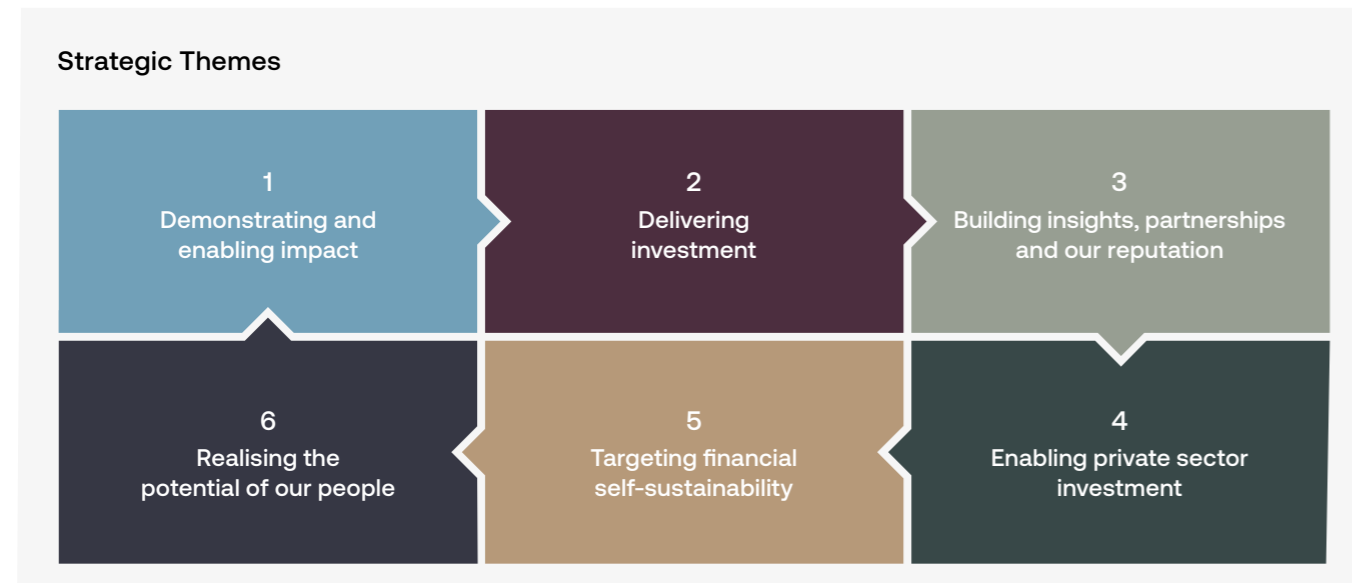 Strategic Themes
1
Demonstrating and
enabling impact
2
Delivering
investment
3
Building insights, partnerships
and our reputation
4
Enabling private sector
investment
5
Targeting financial
self-sustainability
6
Realising the
potential of our people